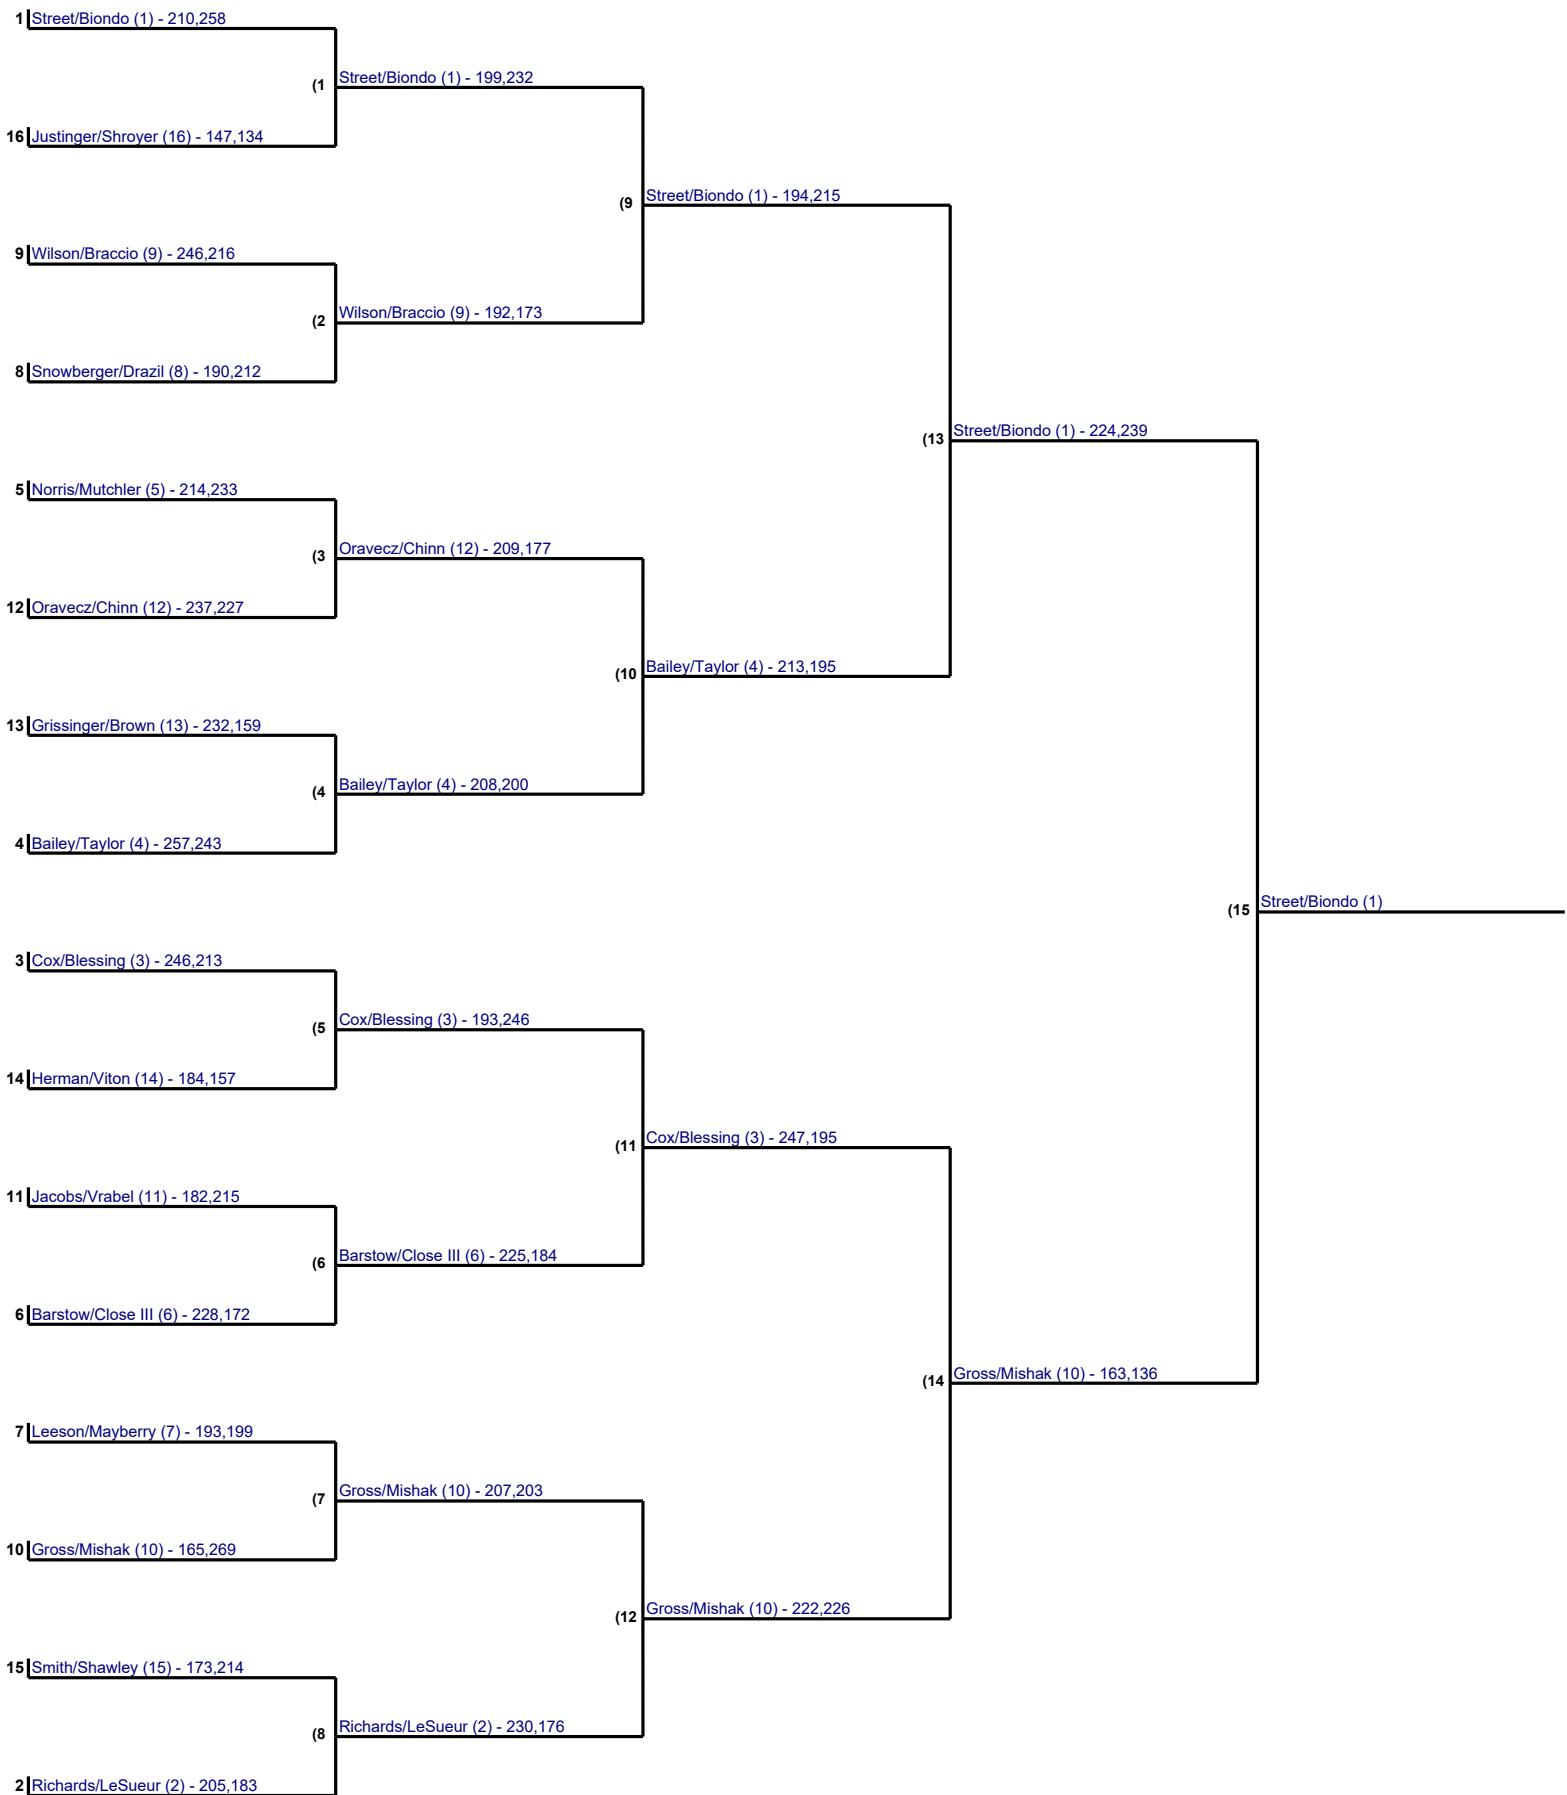 1 Street/Biondo (1) - 210,258
(1 Street/Biondo (1) - 199,232
16 Justinger/Shroyer (16) - 147,134
(9 Street/Biondo (1) - 194,215
9 Wilson/Braccio (9) - 246,216
(2 Wilson/Braccio (9) - 192,173
8 Snowberger/Drazil (8) - 190,212
(13 Street/Biondo (1) - 224,239
5 Norris/Mutchler (5) - 214,233
(3 Oravecz/Chinn (12) - 209,177
12 Oravecz/Chinn (12) - 237,227
(10 Bailey/Taylor (4) - 213,195
13 Grissinger/Brown (13) - 232,159
(4 Bailey/Taylor (4) - 208,200
4 Bailey/Taylor (4) - 257,243
(15 Street/Biondo (1)
3 Cox/Blessing (3) - 246,213
(5 Cox/Blessing (3) - 193,246
14 Herman/Viton (14) - 184,157
(11 Cox/Blessing (3) - 247,195
11 Jacobs/Vrabel (11) - 182,215
(6 Barstow/Close III (6) - 225,184
6 Barstow/Close III (6) - 228,172
(14 Gross/Mishak (10) - 163,136
7 Leeson/Mayberry (7) - 193,199
(7 Gross/Mishak (10) - 207,203
10 Gross/Mishak (10) - 165,269
(12 Gross/Mishak (10) - 222,226
15 Smith/Shawley (15) - 173,214
(8 Richards/LeSueur (2) - 230,176
2 Richards/LeSueur (2) - 205,183